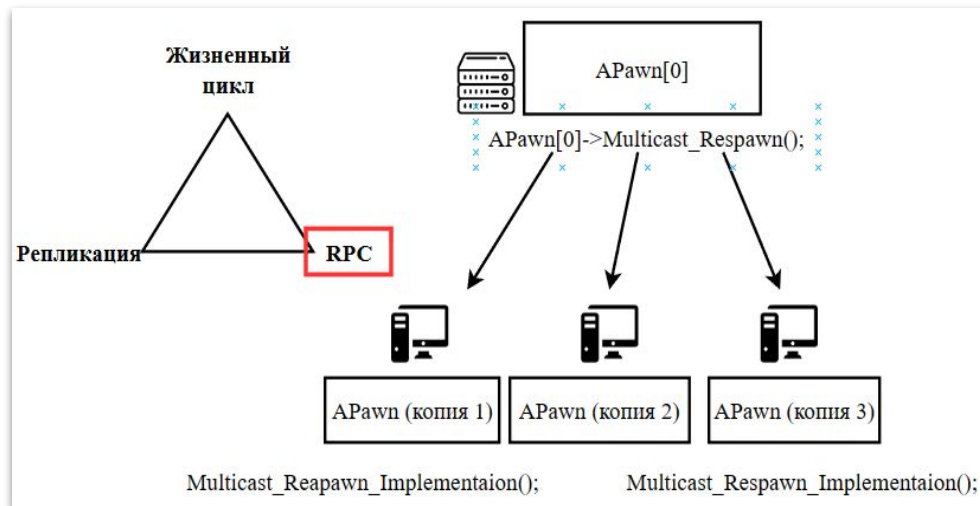 Жизненный
цикл
Репликация
RPC
APawn[0]
APawn[0]->Multicast_Respawn();
APawn (копия 1)
APawn (копия 2)
APawn (копия 3)
Multicast_Reapawn_Implementaion();
Multicast_Respawn_Implementaion();